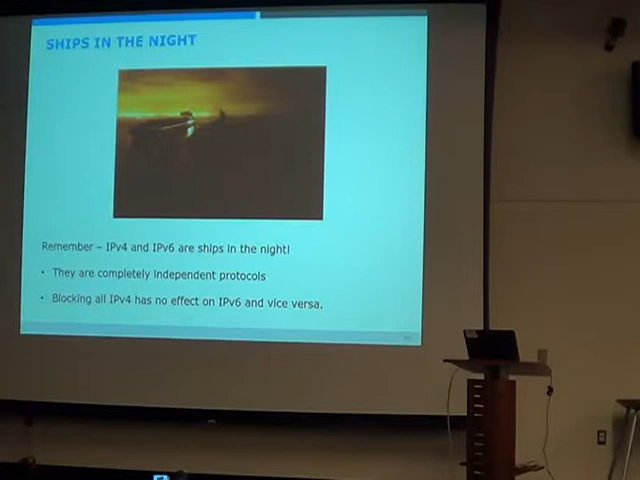 SHIPS IN THE NIGHT
Remember – IPv4 and IPv6 are ships in the night!
• They are completely independent protocols
• Blocking all IPv4 has no effect on IPv6 and vice versa.